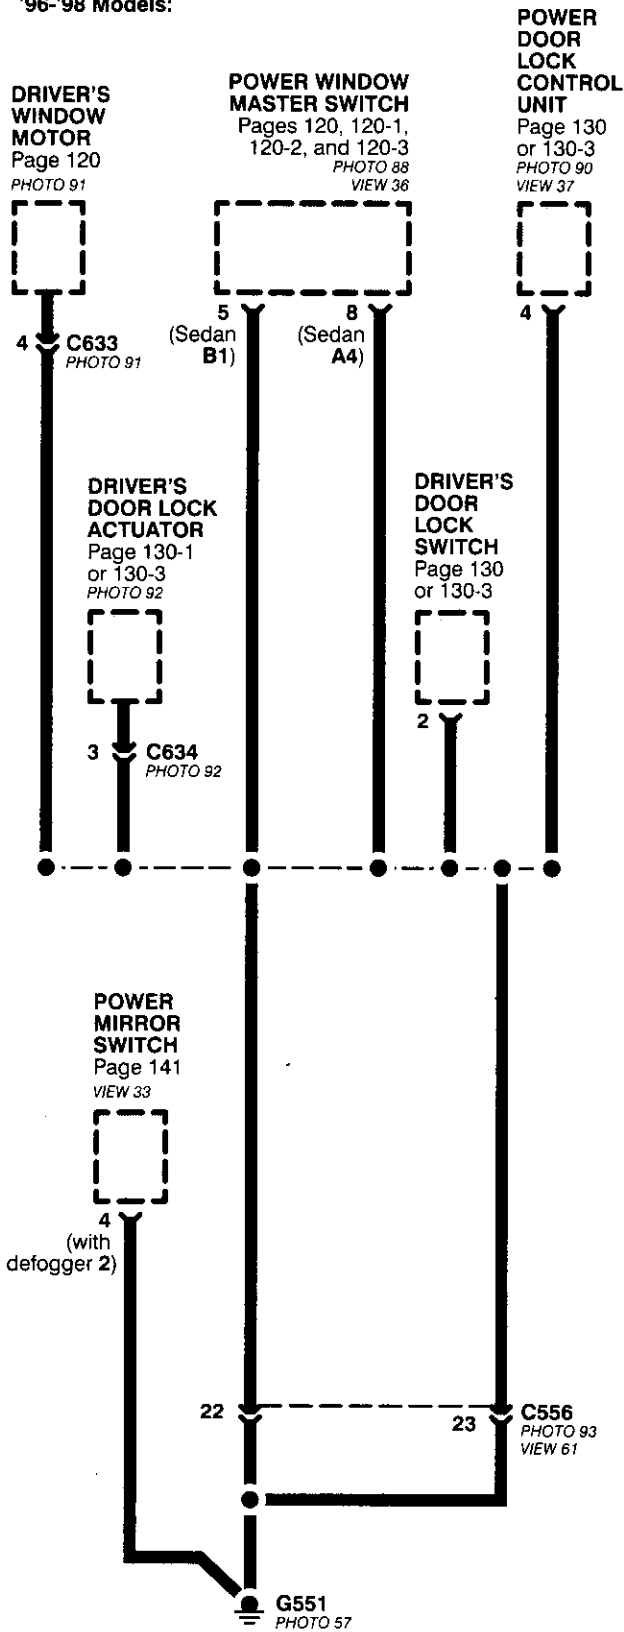 '96-'98 Models:
POWER
DOOR
LOCK
CONTROL
UNIT
Page 130
or 130-3
PHOTO 90
VIEW 37
DRIVER'S
WINDOW
MOTOR
Page 120
PHOTO 91
POWER WINDOW
MASTER SWITCH
Pages 120, 120-1,
120-2, and 120-3
PHOTO 88
VIEW 36
4
C633
PHOTO 91
5
(Sedan
B1)
8
(Sedan
A4)
4
DRIVER'S
DOOR LOCK
ACTUATOR
Page 130-1
or 130-3
PHOTO 92
DRIVER'S
DOOR
LOCK
SWITCH
Page 130
or 130-3
3
C634
PHOTO 92
2
POWER
MIRROR
SWITCH
Page 141
VIEW 33
4
(with
defogger 2)
22
23
C556
PHOTO 93
VIEW 61
G551
PHOTO 57